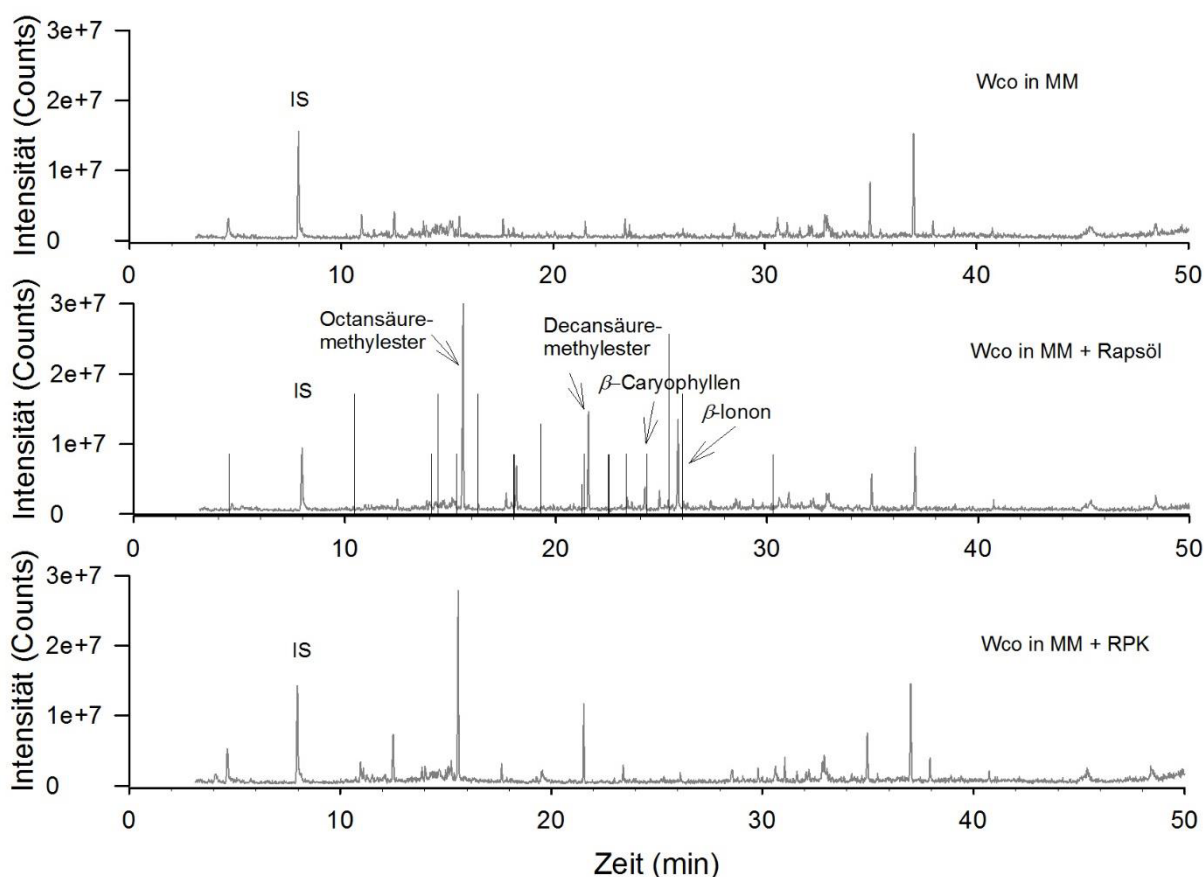 3e+7
2e+7
1e+7
0
Intensität (Counts)
IS
Wco in MM
0 10 20 30 40 50
3e+7
2e+7
1e+7
0
Intensität (Counts)
IS
Octansäure-
methylester
Decansäure-
methylester
β-Caryophyllen
β-Ionon
Wco in MM + Rapsöl
0 10 20 30 40 50
3e+7
2e+7
1e+7
0
Intensität (Counts)
IS
Wco in MM + RPK
0 10 20 30 40 50
Zeit (min)